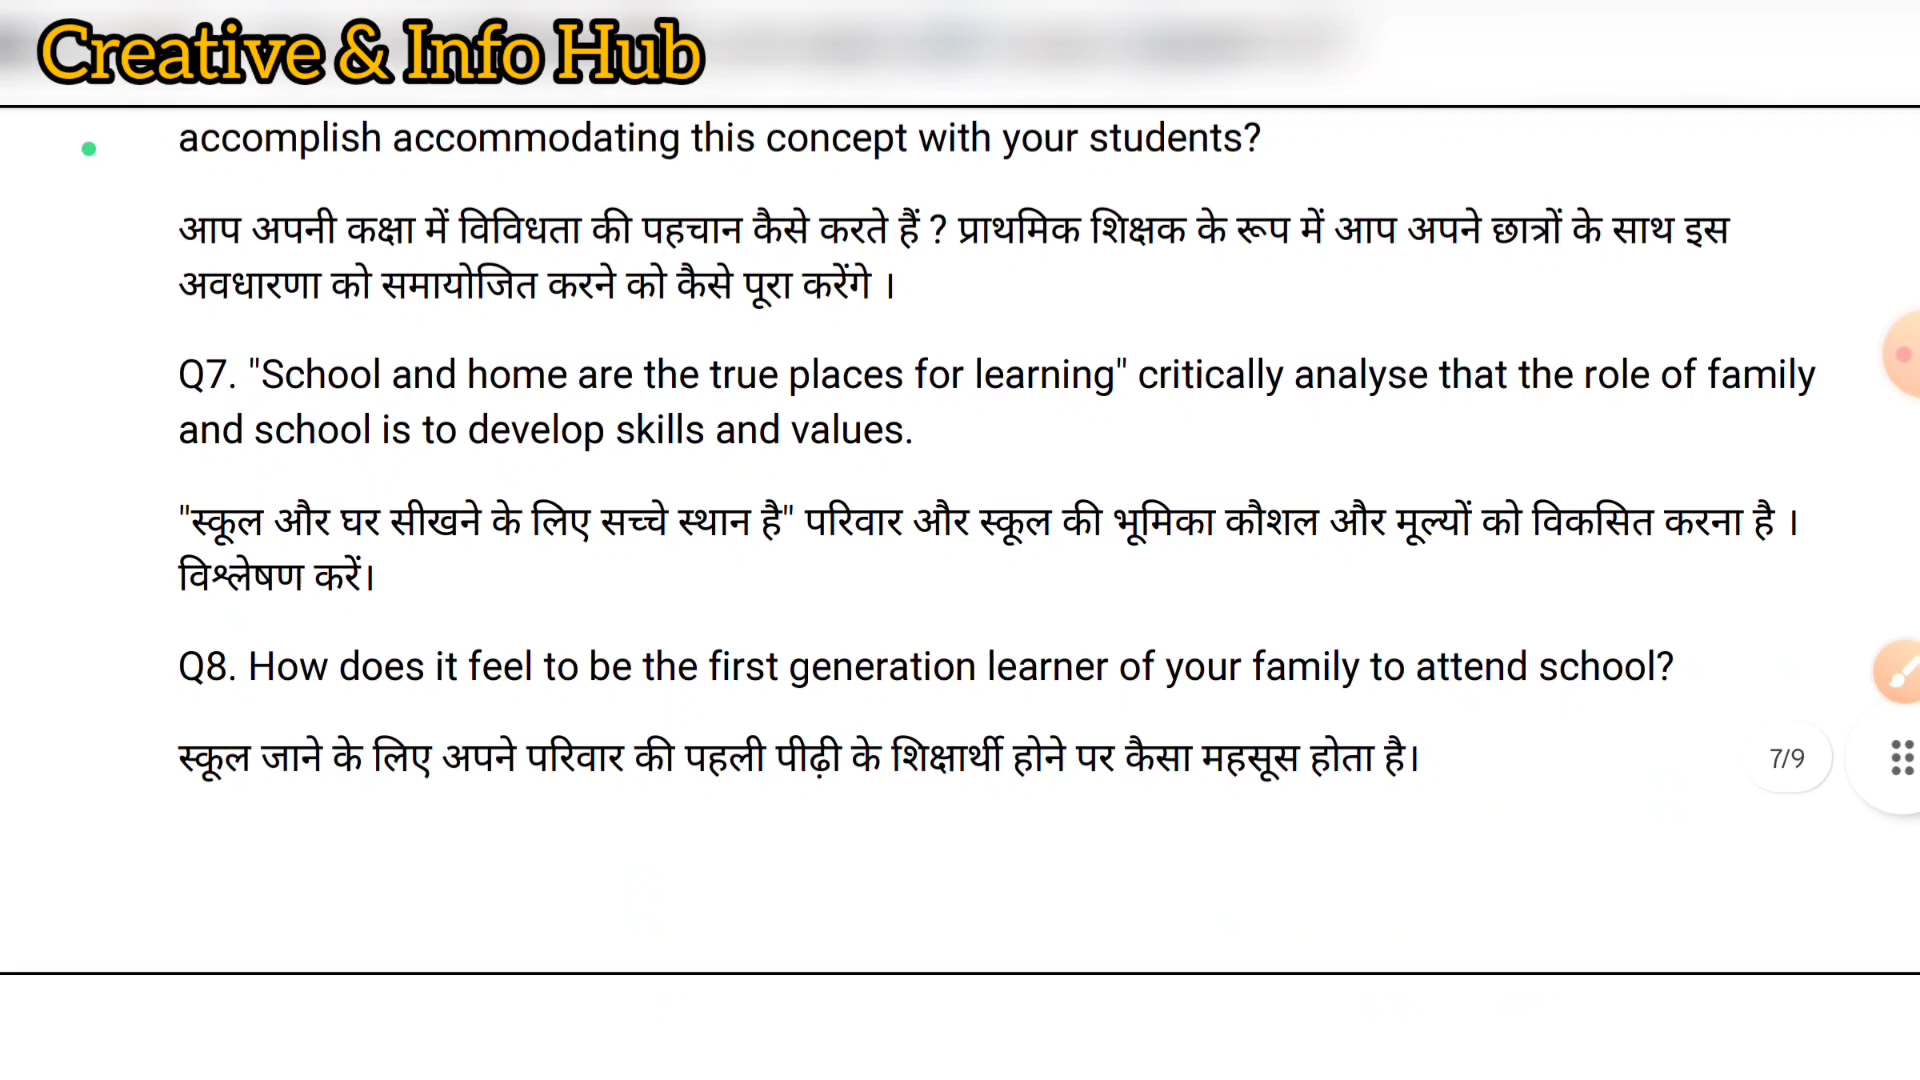 Creative & Info Hub
accomplish accommodating this concept with your students?
आप अपनी कक्षा में विविधता की पहचान कैसे करते हैं ? प्राथमिक शिक्षक के रूप में आप अपने छात्रों के साथ इस
अवधारणा को समायोजित करने को कैसे पूरा करेंगे ।
Q7. "School and home are the true places for learning" critically analyse that the role of family
and school is to develop skills and values.
"स्कूल और घर सीखने के लिए सच्चे स्थान है" परिवार और स्कूल की भूमिका कौशल और मूल्यों को विकसित करना है ।
विश्लेषण करें।
Q8. How does it feel to be the first generation learner of your family to attend school?
स्कूल जाने के लिए अपने परिवार की पहली पीढ़ी के शिक्षार्थी होने पर कैसा महसूस होता है।
7/9